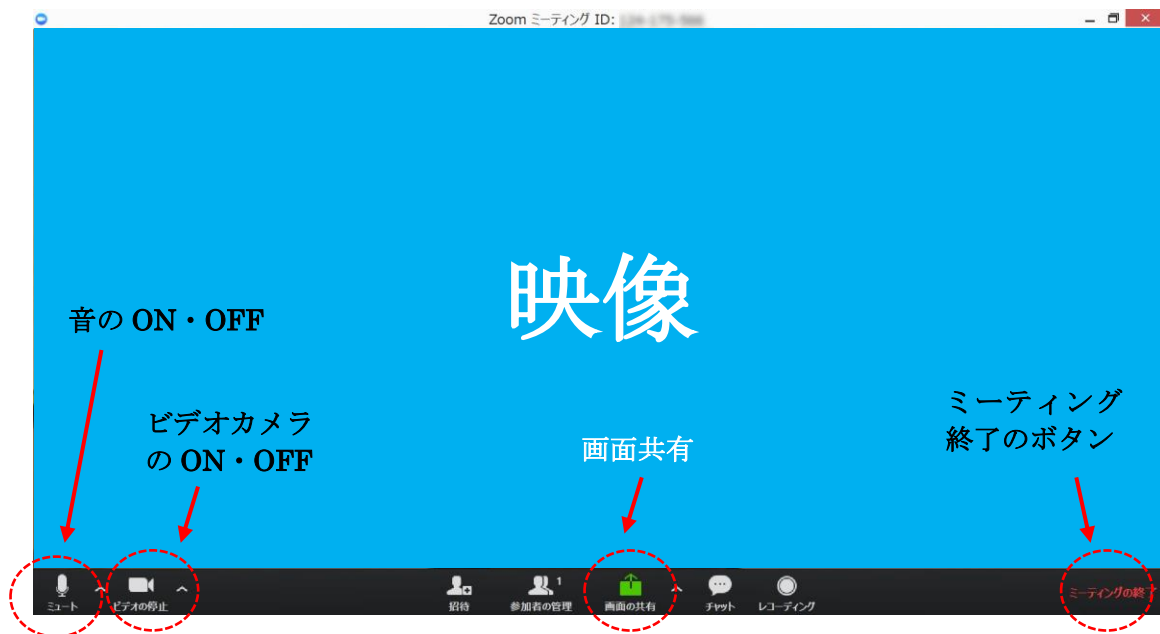 Zoom ミーティング ID:
映像
音の ON・OFF
ビデオカメラ
の ON・OFF
画面共有
ミーティング
終了のボタン
ミュート
ビデオの停止
招待
1
参加者の管理
画面の共有
チャット
レコーディング
ミーティングの終了